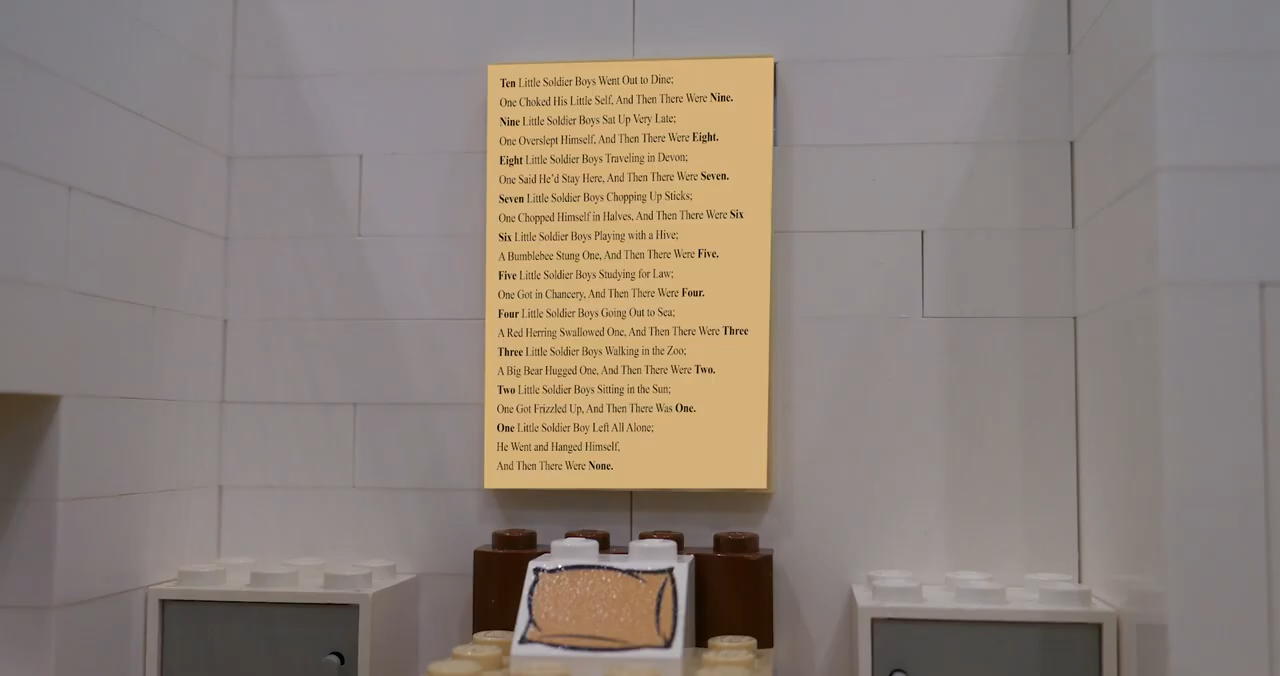 Ten Little Soldier Boys Went Out to Dine;
One Choked His Little Self, And Then There Were Nine.
Nine Little Soldier Boys Sat Up Very Late;
One Overslept Himself, And Then There Were Eight.
Eight Little Soldier Boys Traveling in Devon;
One Said He'd Stay Here, And Then There Were Seven.
Seven Little Soldier Boys Chopping Up Sticks;
One Chopped Himself in Halves, And Then There Were Six
Six Little Soldier Boys Playing with a Hive;
A Bumblebee Stung One, And Then There Were Five.
Five Little Soldier Boys Studying for Law;
One Got in Chancery, And Then There Were Four.
Four Little Soldier Boys Going Out to Sea;
A Red Herring Swallowed One, And Then There Were Three
Three Little Soldier Boys Walking in the Zoo;
A Big Bear Hugged One, And Then There Were Two.
Two Little Soldier Boys Sitting in the Sun;
One Got Frizzled Up, And Then There Was One.
One Little Soldier Boy Left All Alone;
He Went and Hanged Himself,
And Then There Were None.